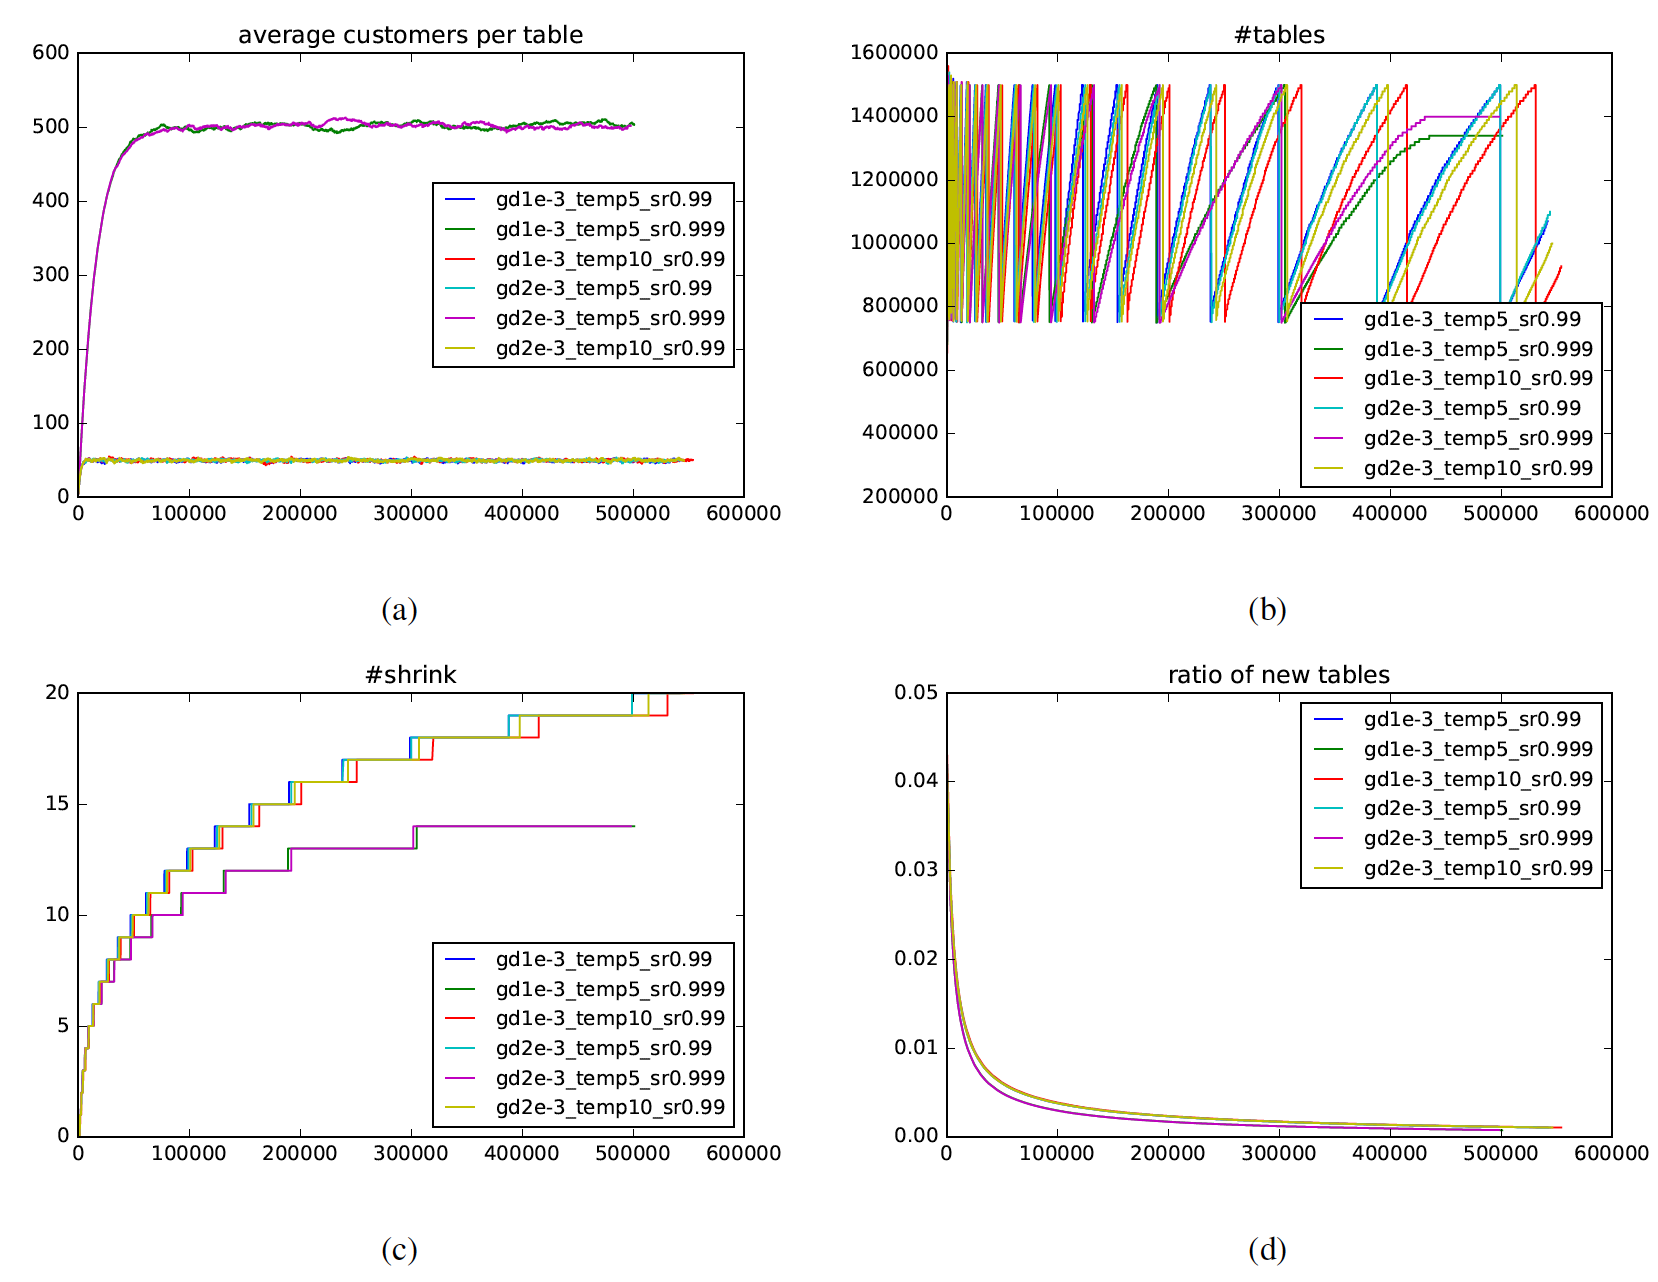 average customers per table
600
500
400
300
200
100
0
0 100000 200000 300000 400000 500000 600000
gd1e-3_temp5_sr0.99
gd1e-3_temp5_sr0.999
gd1e-3_temp10_sr0.99
gd2e-3_temp5_sr0.99
gd2e-3_temp5_sr0.999
gd2e-3_temp10_sr0.99
(a)
#tables
1600000
1400000
1200000
1000000
800000
600000
400000
200000
0 100000 200000 300000 400000 500000 600000
gd1e-3_temp5_sr0.99
gd1e-3_temp5_sr0.999
gd1e-3_temp10_sr0.99
gd2e-3_temp5_sr0.99
gd2e-3_temp5_sr0.999
gd2e-3_temp10_sr0.99
(b)
#shrink
20
15
10
5
0
0 100000 200000 300000 400000 500000 600000
gd1e-3_temp5_sr0.99
gd1e-3_temp5_sr0.999
gd1e-3_temp10_sr0.99
gd2e-3_temp5_sr0.99
gd2e-3_temp5_sr0.999
gd2e-3_temp10_sr0.99
(c)
ratio of new tables
0.05
0.04
0.03
0.02
0.01
0.00
0 100000 200000 300000 400000 500000 600000
gd1e-3_temp5_sr0.99
gd1e-3_temp5_sr0.999
gd1e-3_temp10_sr0.99
gd2e-3_temp5_sr0.99
gd2e-3_temp5_sr0.999
gd2e-3_temp10_sr0.99
(d)